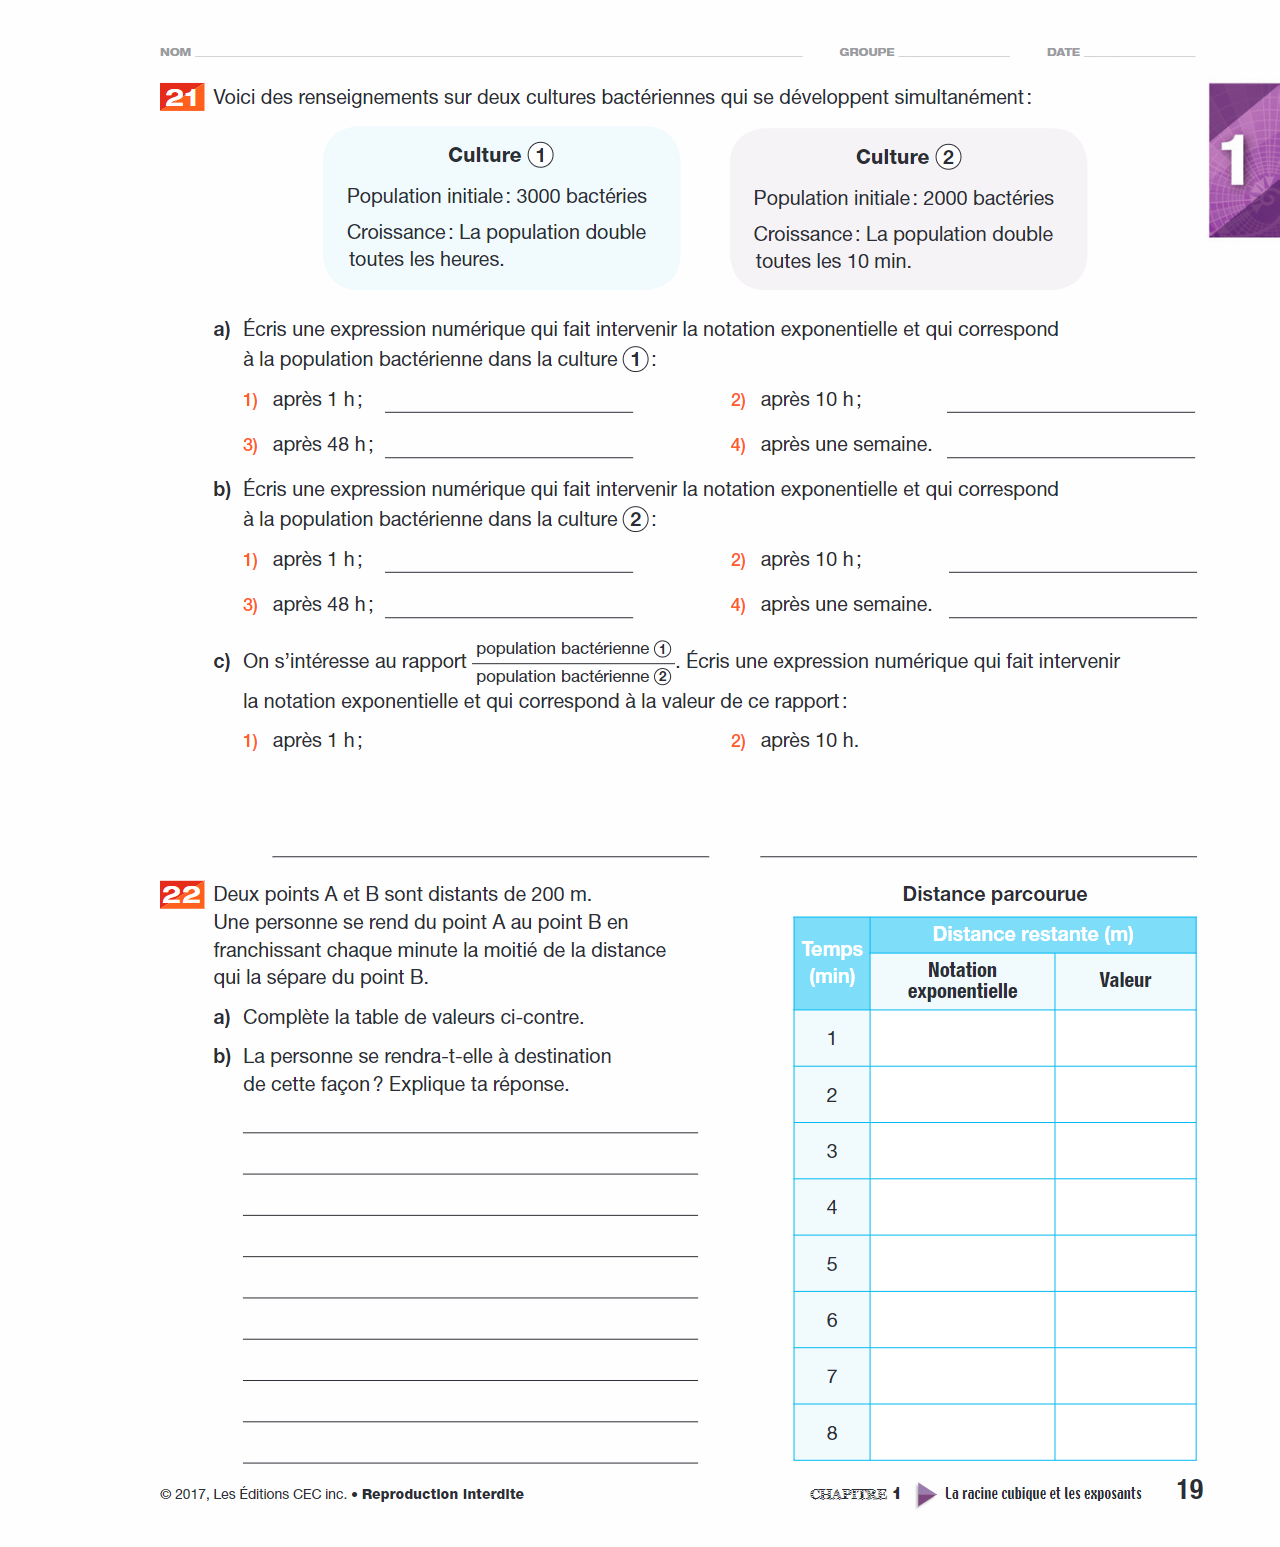 NOM GROUPE DATE
21 Voici des renseignements sur deux cultures bactériennes qui se développent simultanément :
1
Culture 1
Population initiale : 3000 bactéries
Croissance : La population double
toutes les heures.
Culture 2
Population initiale : 2000 bactéries
Croissance : La population double
toutes les 10 min.
a) Écris une expression numérique qui fait intervenir la notation exponentielle et qui correspond
à la population bactérienne dans la culture 1 :
1) après 1 h ; 2) après 10 h ;
3) après 48 h ; 4) après une semaine.
b) Écris une expression numérique qui fait intervenir la notation exponentielle et qui correspond
à la population bactérienne dans la culture 2 :
1) après 1 h ; 2) après 10 h ;
3) après 48 h ; 4) après une semaine.
c) On s'intéresse au rapport population bactérienne 1 / population bactérienne 2. Écris une expression numérique qui fait intervenir
la notation exponentielle et qui correspond à la valeur de ce rapport :
1) après 1 h ; 2) après 10 h.
22 Deux points A et B sont distants de 200 m.
Une personne se rend du point A au point B en
franchissant chaque minute la moitié de la distance
qui la sépare du point B.
a) Complète la table de valeurs ci-contre.
b) La personne se rendra-t-elle à destination
de cette façon ? Explique ta réponse.
Distance parcourue
Temps
(min)
Distance restante (m)
Notation
exponentielle
Valeur
1
2
3
4
5
6
7
8
© 2017, Les Éditions CEC inc. • Reproduction interdite
CHAPITRE 1 La racine cubique et les exposants 19